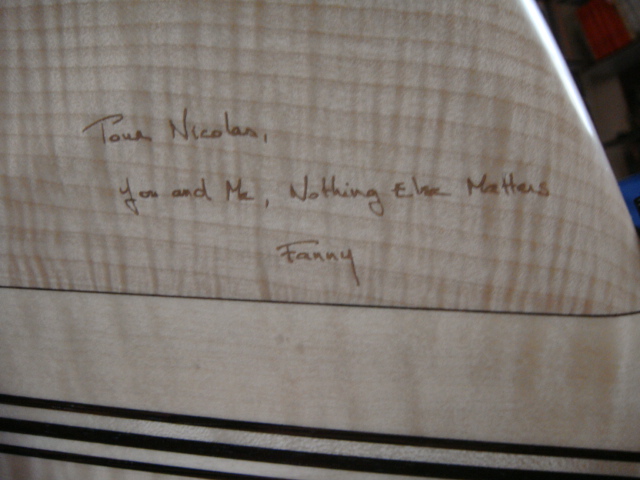 Pour Nicolas,
You and Me, Nothing Else Matters
Fanny